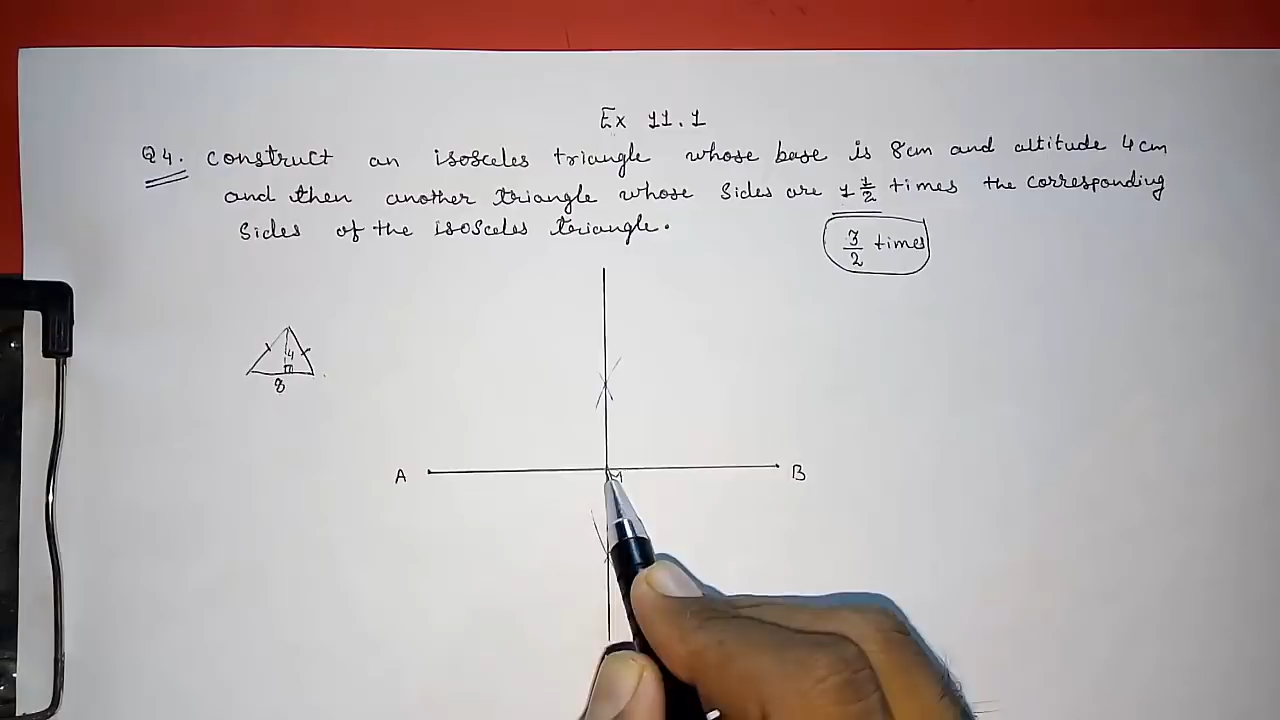 Ex 11.1
Q4. Construct an isosceles triangle whose base is 8cm and altitude 4cm
and then another triangle whose sides are 1 1/2 times the corresponding
sides of the isosceles triangle.
3/2 times
4
8
A M B